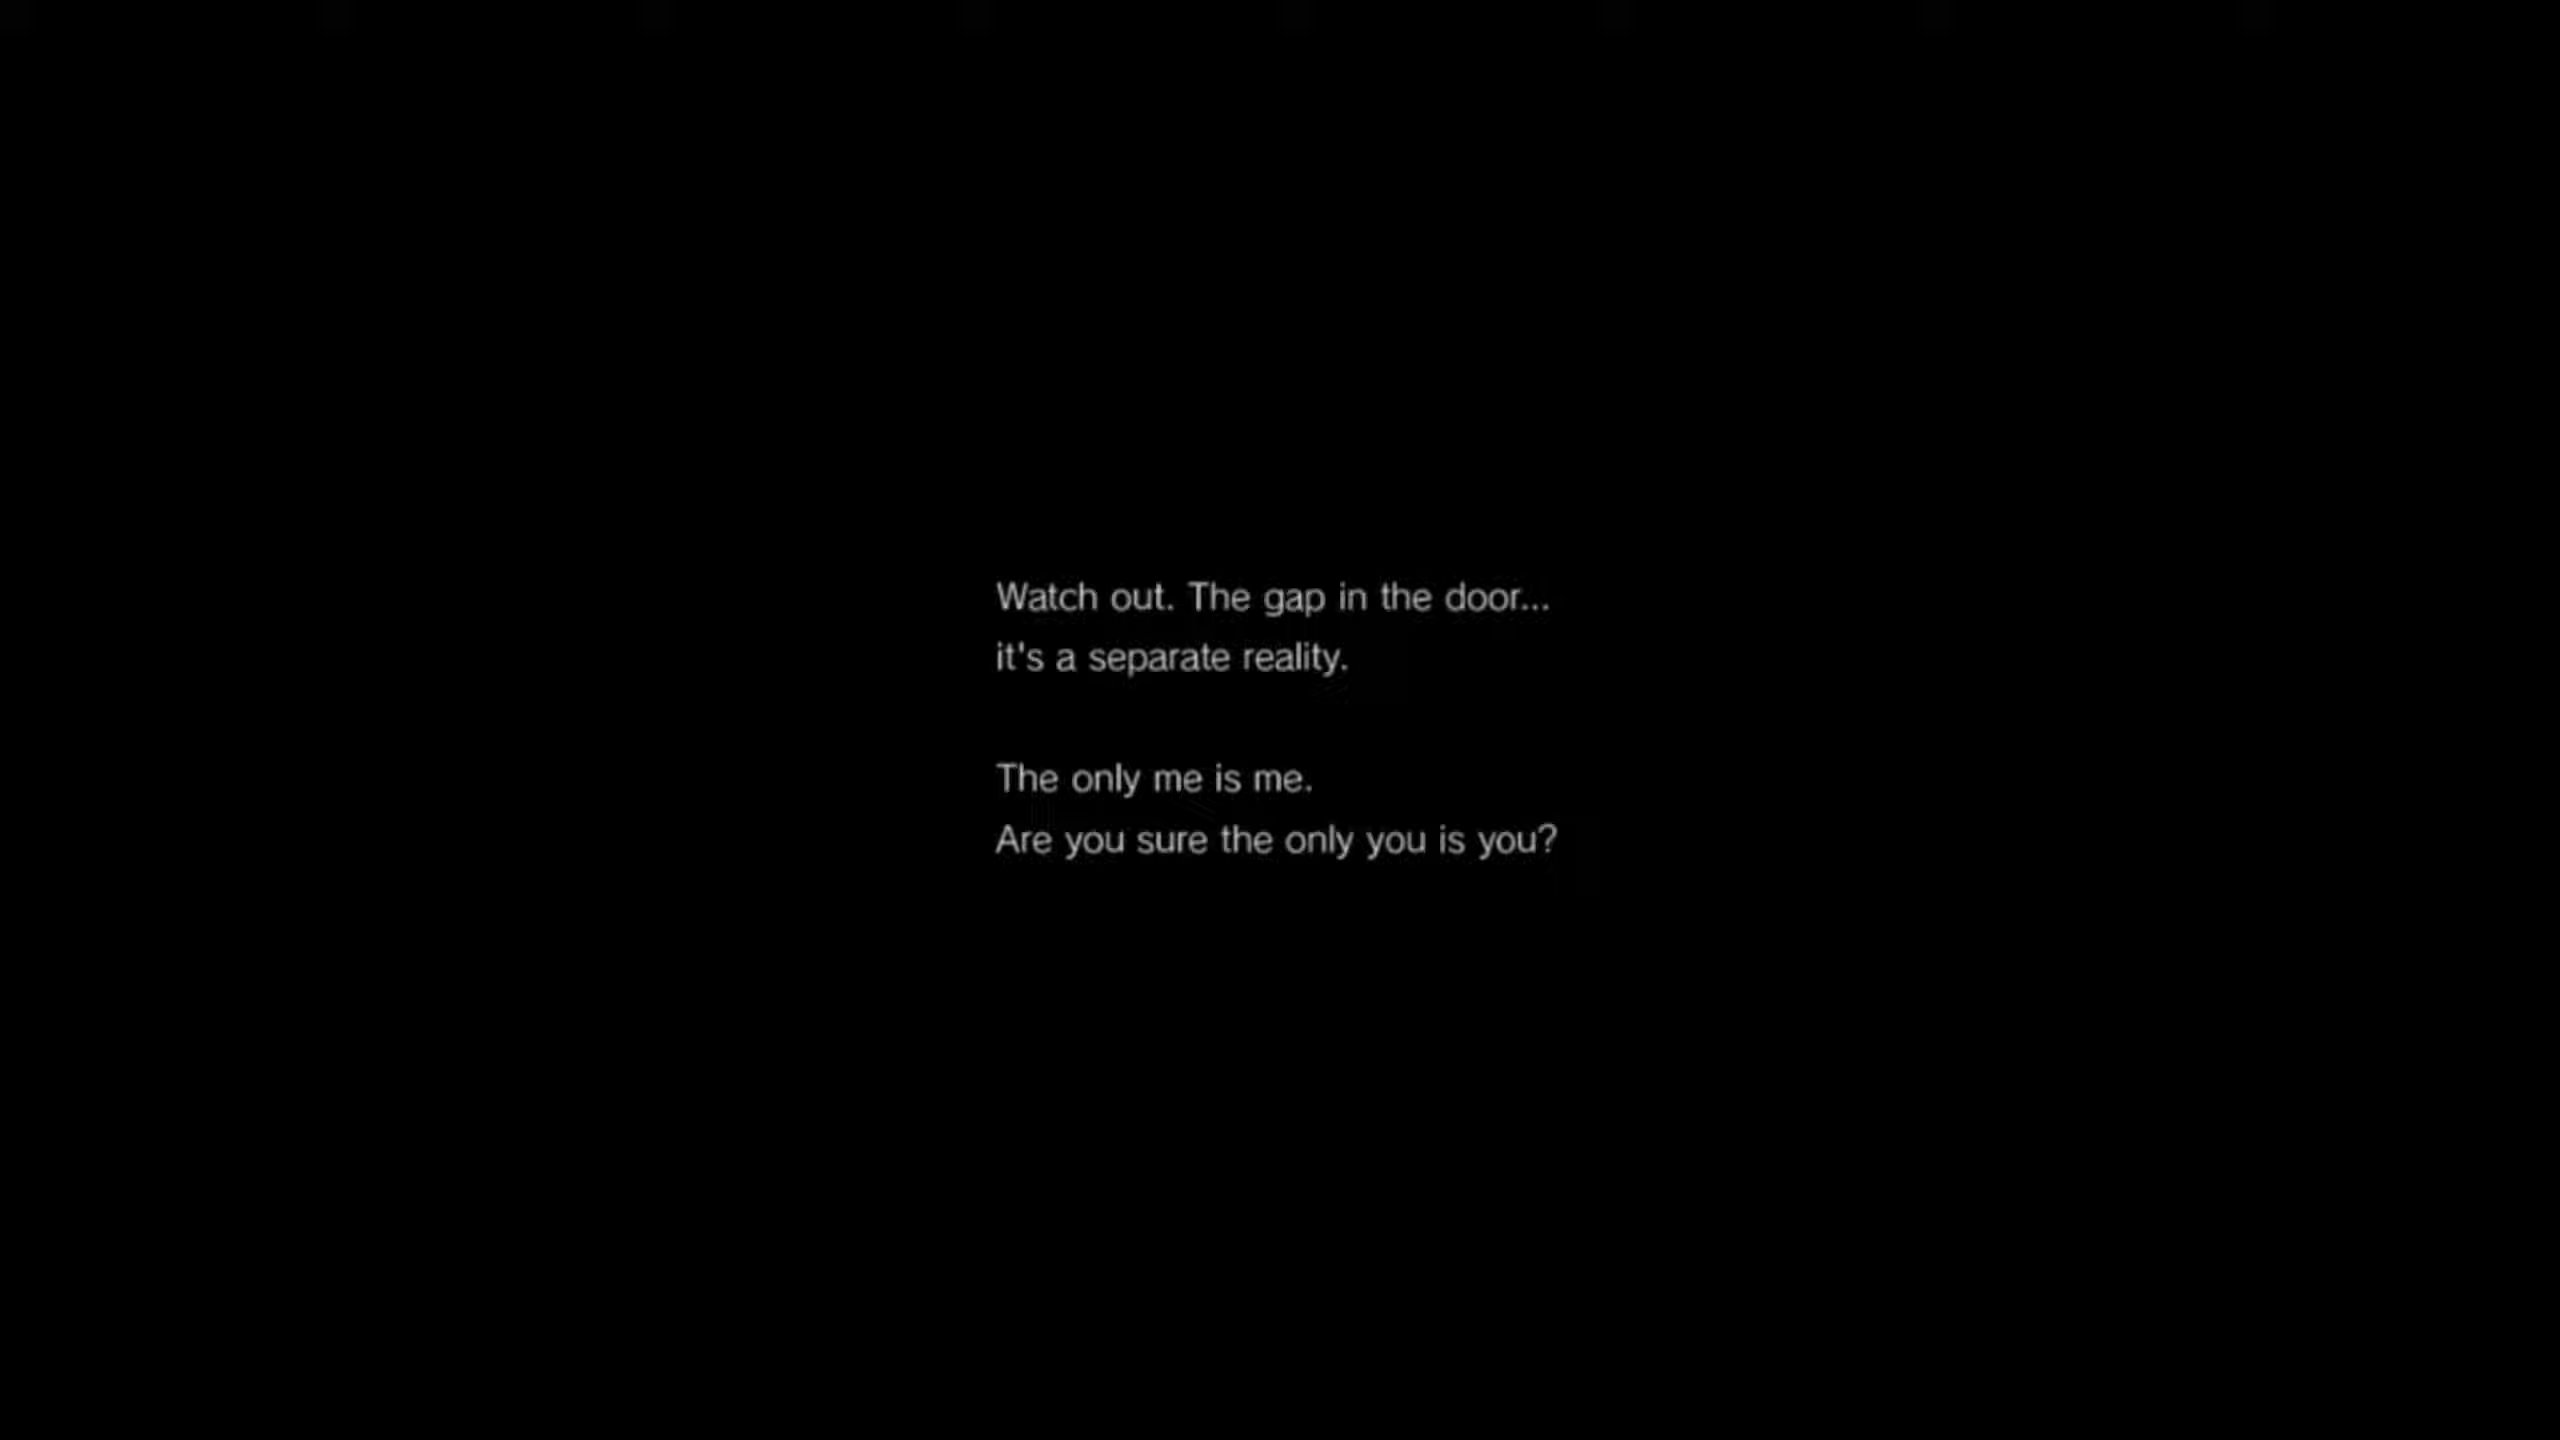 Watch out. The gap in the door...
it's a separate reality.
The only me is me.
Are you sure the only you is you?